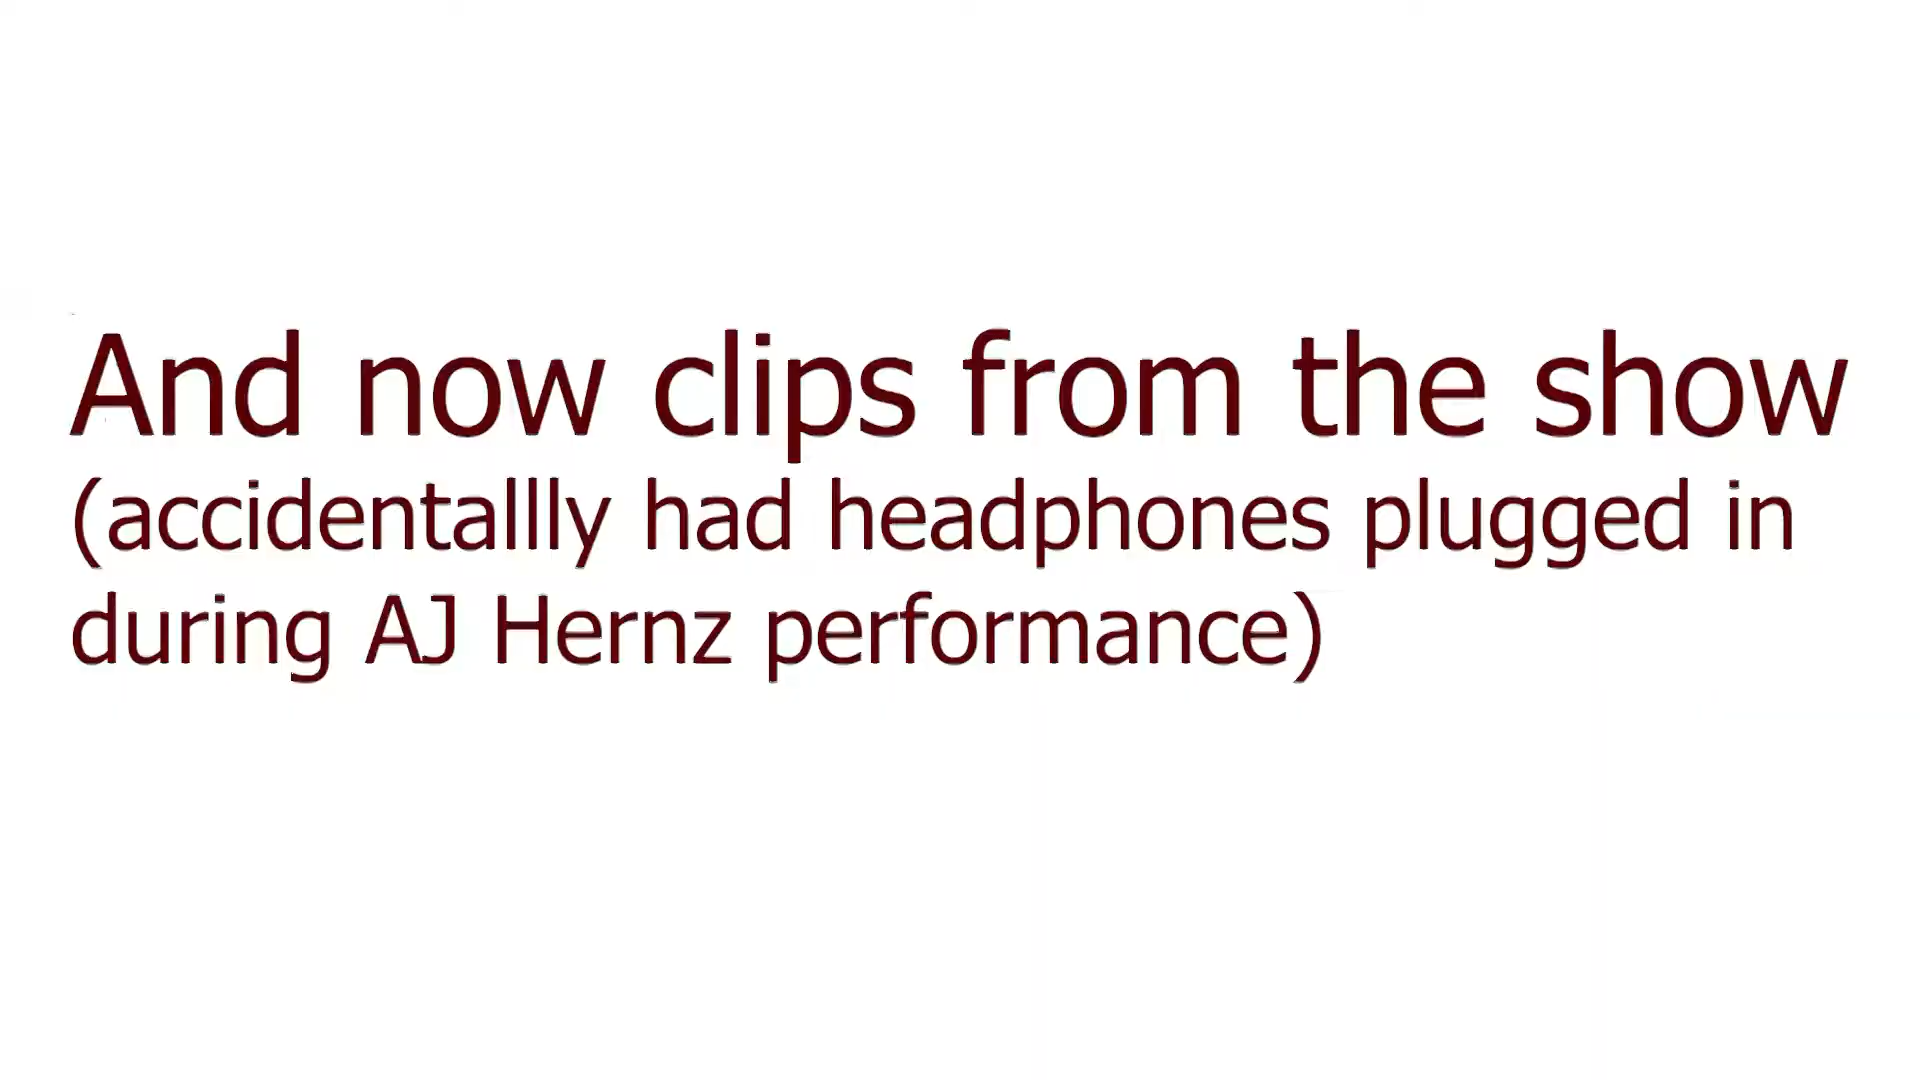 And now clips from the show
(accidentallly had headphones plugged in
during AJ Hernz performance)